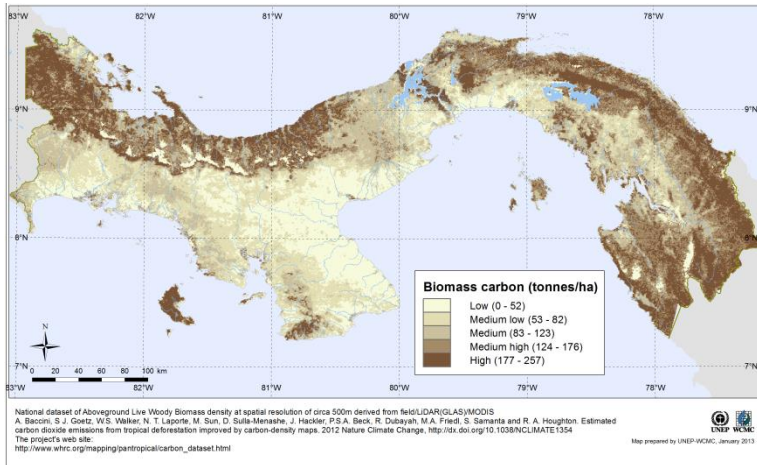 83°W 82°W 81°W 80°W 79°W 78°W
9°N 9°N
8°N 8°N
7°N 7°N
Biomass carbon (tonnes/ha)
Low (0 - 52)
Medium low (53 - 82)
Medium (83 - 123)
Medium high (124 - 176)
High (177 - 257)
N
0 20 40 60 80 100 km
83°W 82°W 81°W 80°W 79°W 78°W
National dataset of Aboveground Live Woody Biomass density at spatial resolution of circa 500m derived from field/LiDAR(GLAS)/MODIS
A. Baccini, S J. Goetz, W.S. Walker, N. T. Laporte, M. Sun, D. Sulla-Menashe, J. Hackler, P.S.A. Beck, R. Dubayah, M.A. Friedl, S. Samanta and R. A. Houghton. Estimated
carbon dioxide emissions from tropical deforestation improved by carbon-density maps. 2012 Nature Climate Change, http://dx.doi.org/10.1038/NCLIMATE1354
The project's web site:
http://www.whrc.org/mapping/pantropical/carbon_dataset.html
UNEP WCMC
Map prepared by UNEP-WCMC, January 2013